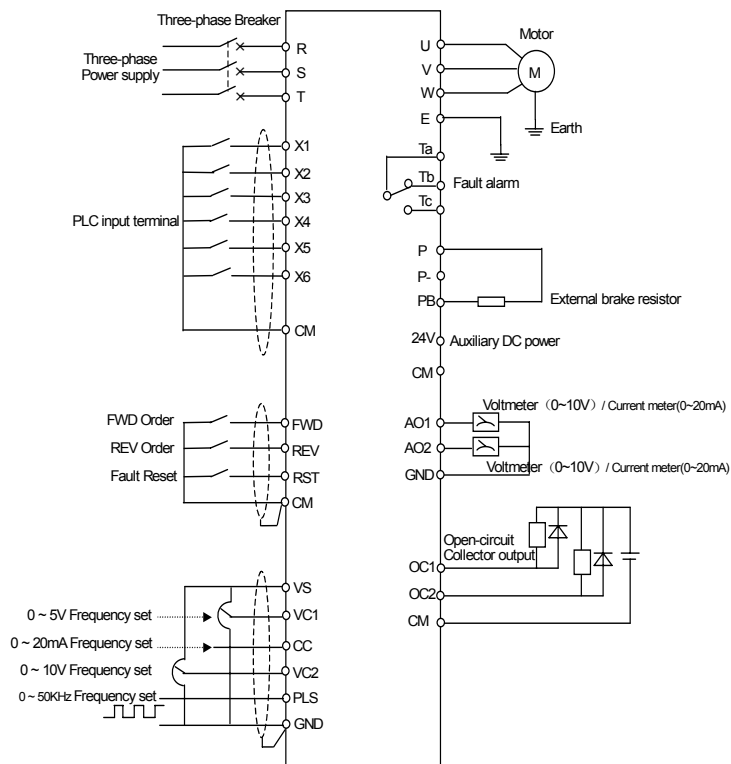 Three-phase Breaker
Three-phase
Power supply
R
S
T
X1
X2
X3
PLC input terminal
X4
X5
X6
CM
FWD Order
FWD
REV Order
REV
Fault Reset
RST
CM
VS
0 ~ 5V Frequency set
VC1
0 ~ 20mA Frequency set
CC
0 ~ 10V Frequency set
VC2
0 ~ 50KHz Frequency set
PLS
GND
Motor
U
V
M
W
E
Earth
Ta
Tb
Fault alarm
Tc
P
P-
PB
External brake resistor
24V
Auxiliary DC power
CM
Voltmeter（0~10V）/ Current meter(0~20mA)
AO1
AO2
Voltmeter（0~10V）/ Current meter(0~20mA)
GND
Open-circuit
Collector output
OC1
OC2
CM